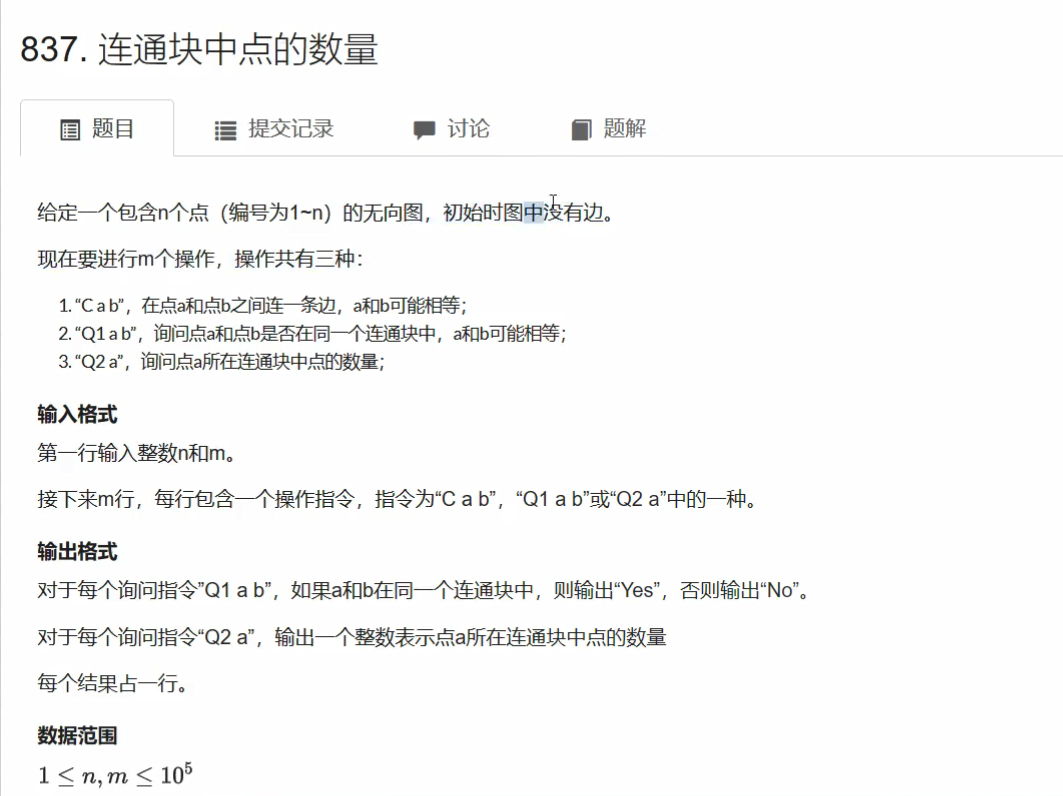 837. 连通块中点的数量
题目 提交记录 讨论 题解
给定一个包含n个点（编号为1~n）的无向图，初始时图中没有边。
现在要进行m个操作，操作共有三种：
1. “C a b”，在点a和点b之间连一条边，a和b可能相等；
2. “Q1 a b”，询问点a和点b是否在同一个连通块中，a和b可能相等；
3. “Q2 a”，询问点a所在连通块中点的数量；
输入格式
第一行输入整数n和m。
接下来m行，每行包含一个操作指令，指令为“C a b”，“Q1 a b”或“Q2 a”中的一种。
输出格式
对于每个询问指令”Q1 a b”，如果a和b在同一个连通块中，则输出“Yes”，否则输出“No”。
对于每个询问指令“Q2 a”，输出一个整数表示点a所在连通块中点的数量
每个结果占一行。
数据范围
1 ≤ n, m ≤ 10⁵